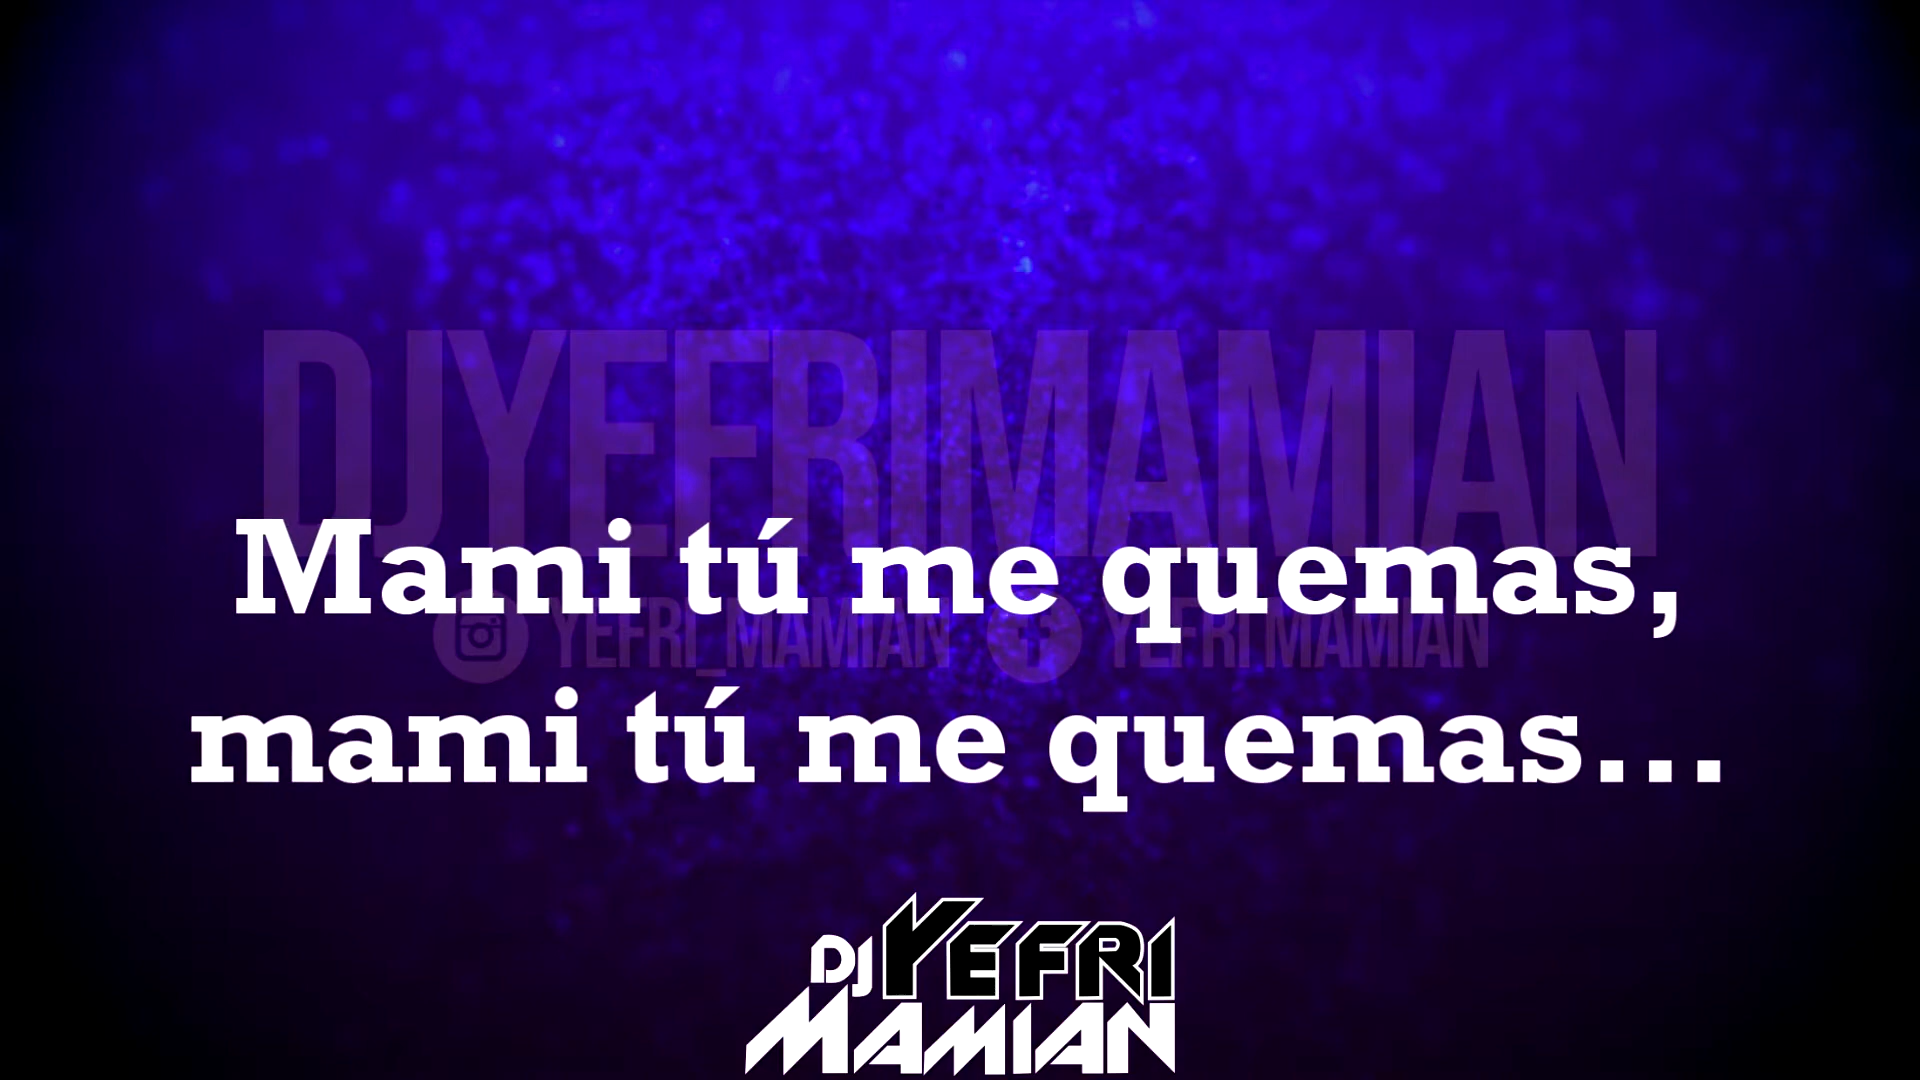 DJYEFRIMAMIAN
Mami tú me quemas,
YEFRI_MAMIAN YEFRI MAMIAN
mami tú me quemas...
DJ YEFRI
MAMIAN